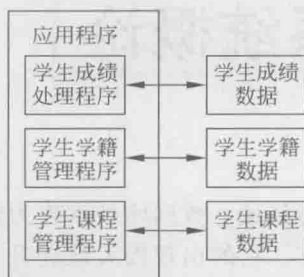 应用程序
学生成绩
处理程序
学生成绩
数据
学生学籍
管理程序
学生学籍
数据
学生课程
管理程序
学生课程
数据